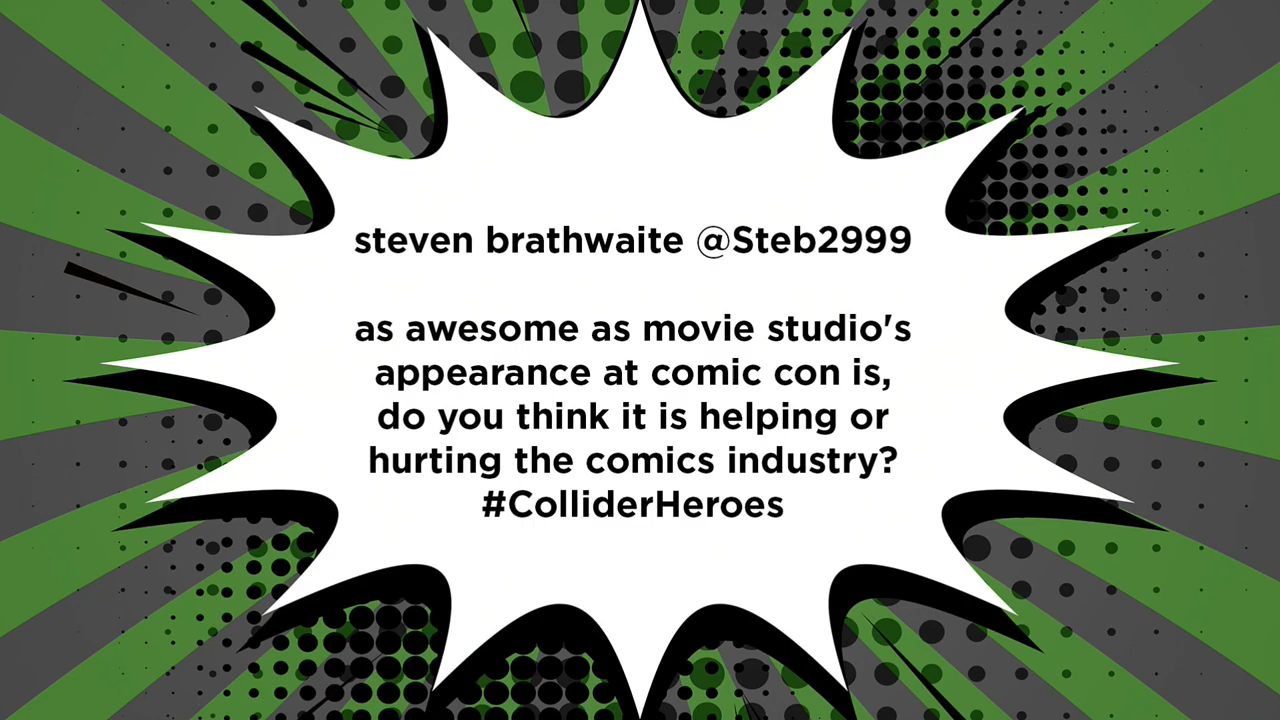 steven brathwaite @Steb2999
as awesome as movie studio's
appearance at comic con is,
do you think it is helping or
hurting the comics industry?
#ColliderHeroes